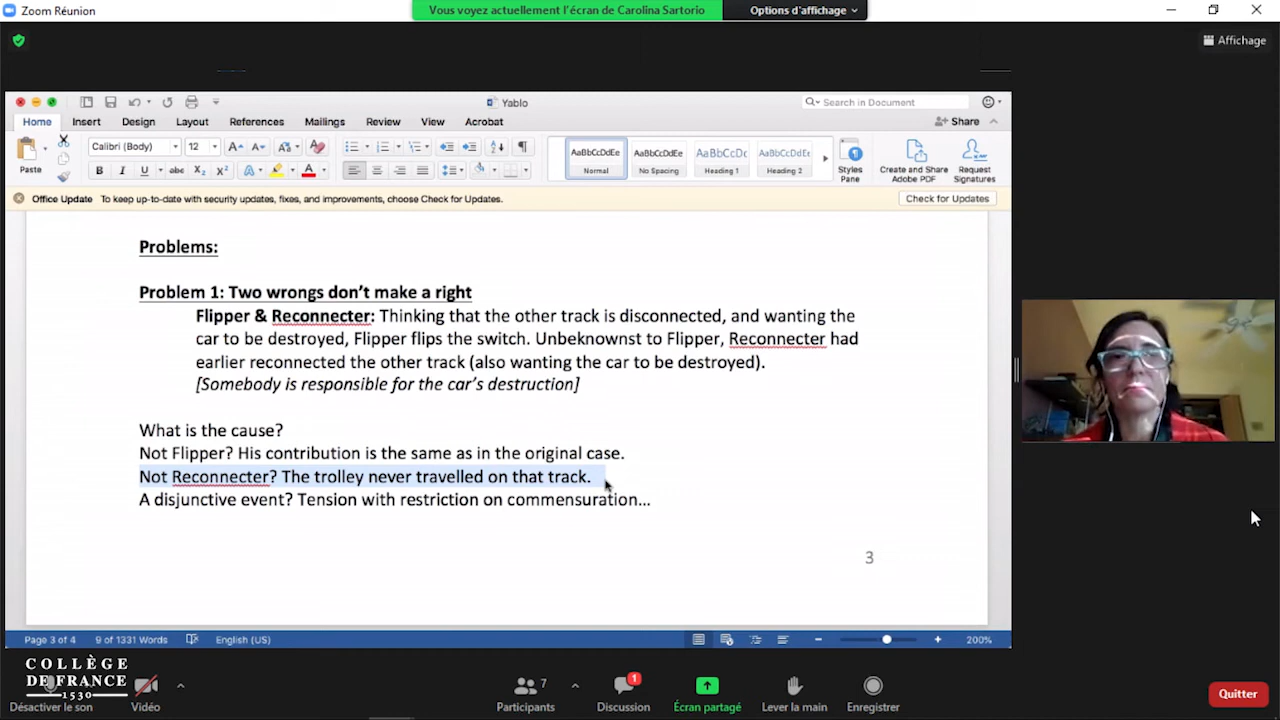 Zoom Réunion
Vous voyez actuellement l'écran de Carolina Sartorio
Options d'affichage
Affichage
Yablo
Search in Document
Home Insert Design Layout References Mailings Review View Acrobat
Share
Paste
Calibri (Body) 12
AaBbCcDdEe AaBbCcDdEe AaBbCcDc AaBbCcDdEe
Normal No Spacing Heading 1 Heading 2
Styles Pane
Create and Share Adobe PDF
Request Signatures
Office Update To keep up-to-date with security updates, fixes, and improvements, choose Check for Updates.
Check for Updates
Problems:
Problem 1: Two wrongs don't make a right
Flipper & Reconnecter: Thinking that the other track is disconnected, and wanting the
car to be destroyed, Flipper flips the switch. Unbeknownst to Flipper, Reconnecter had
earlier reconnected the other track (also wanting the car to be destroyed).
[Somebody is responsible for the car's destruction]
What is the cause?
Not Flipper? His contribution is the same as in the original case.
Not Reconnecter? The trolley never travelled on that track.
A disjunctive event? Tension with restriction on commensuration...
3
Page 3 of 4 9 of 1331 Words English (US) 200%
COLLÈGE
DE FRANCE
1530
Désactiver le son
Vidéo
7
Participants
1
Discussion
Écran partagé
Lever la main
Enregistrer
Quitter